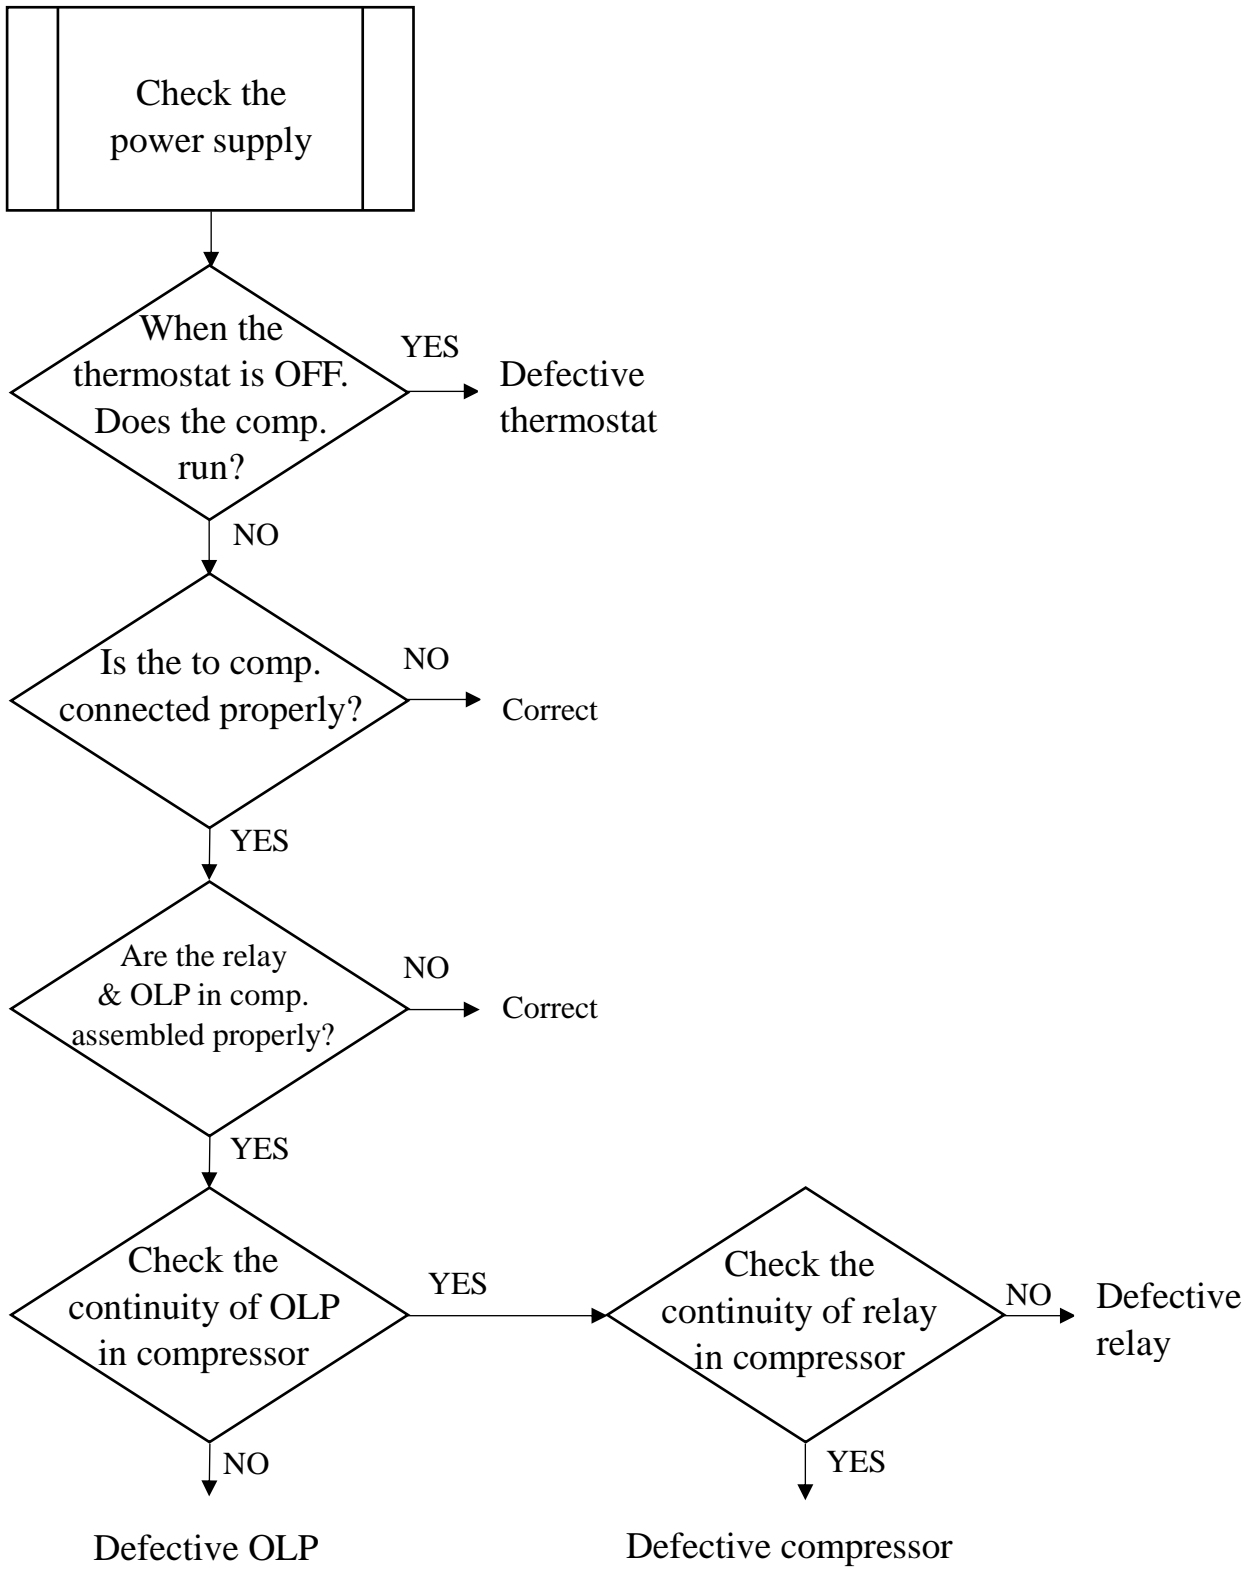 Check the
power supply
When the
thermostat is OFF.
Does the comp.
run?
YES
Defective
thermostat
NO
Is the to comp.
connected properly?
NO
Correct
YES
Are the relay
& OLP in comp.
assembled properly?
NO
Correct
YES
Check the
continuity of OLP
in compressor
YES
Check the
continuity of relay
in compressor
NO
Defective
relay
NO
YES
Defective OLP
Defective compressor